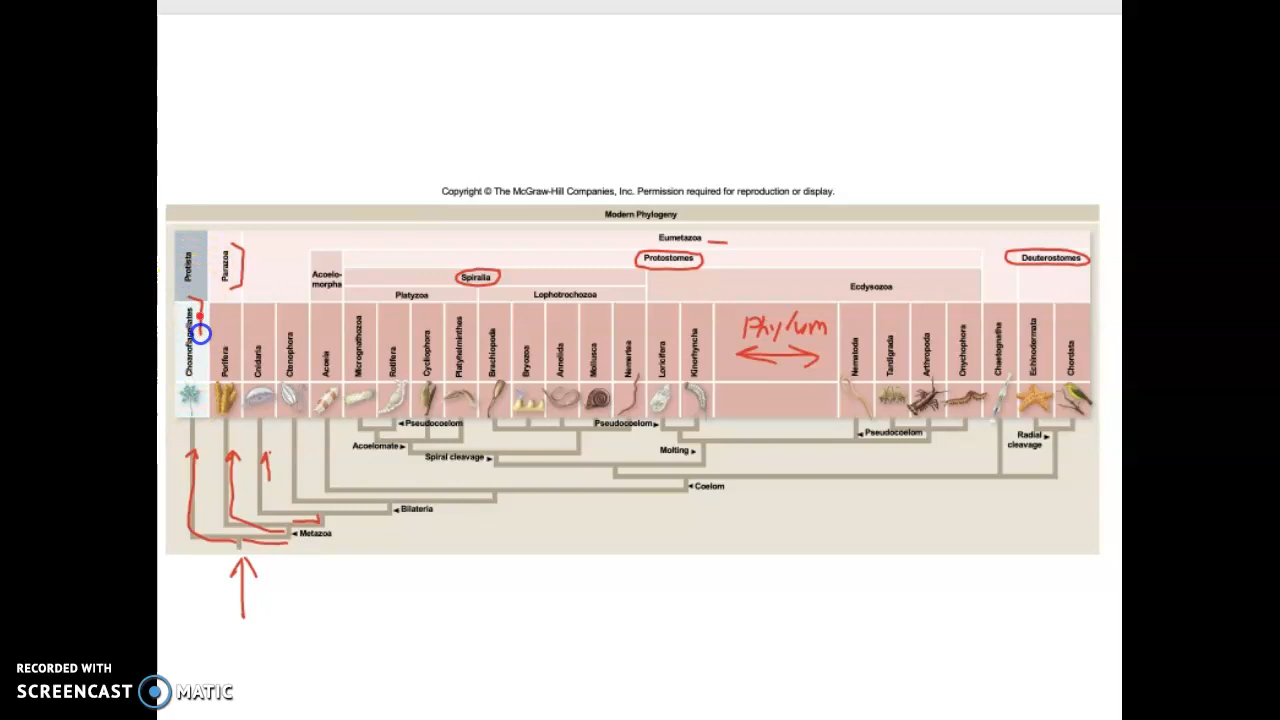 Copyright © The McGraw-Hill Companies, Inc. Permission required for reproduction or display.
Modern Phylogeny
Eumetazoa
Protista
Parazoa
Protostomes
Deuterostomes
Acoelo-
morpha
Spiralia
Ecdysozoa
Platyzoa
Lophotrochozoa
Choanoflagellates
Porifera
Cnidaria
Ctenophora
Acoela
Micrognathozoa
Rotifera
Cycliophora
Platyhelminthes
Brachiopoda
Bryozoa
Annelida
Mollusca
Nemertea
Loricifera
Kinorhyncha
Phylum
Nematoda
Tardigrada
Arthropoda
Onychophora
Chaetognatha
Echinodermata
Chordata
Pseudocoelom
Pseudocoelom
Pseudocoelom
Radial
cleavage
Acoelomate
Molting
Spiral cleavage
Coelom
Bilateria
Metazoa
RECORDED WITH
SCREENCAST MATIC